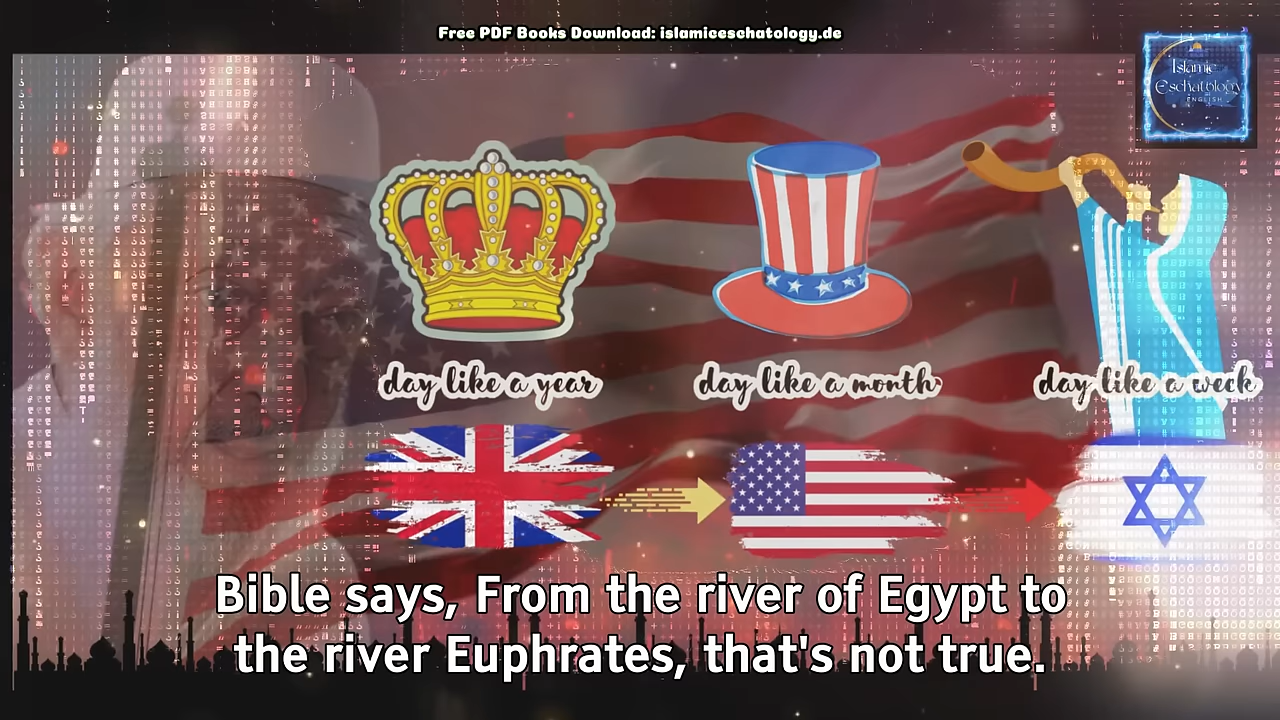 Free PDF Books Download: islamiceschatology.de
Islamic
Eschatology
ENGLISH
day like a year
day like a month
day like a week
Bible says, From the river of Egypt to
the river Euphrates, that's not true.